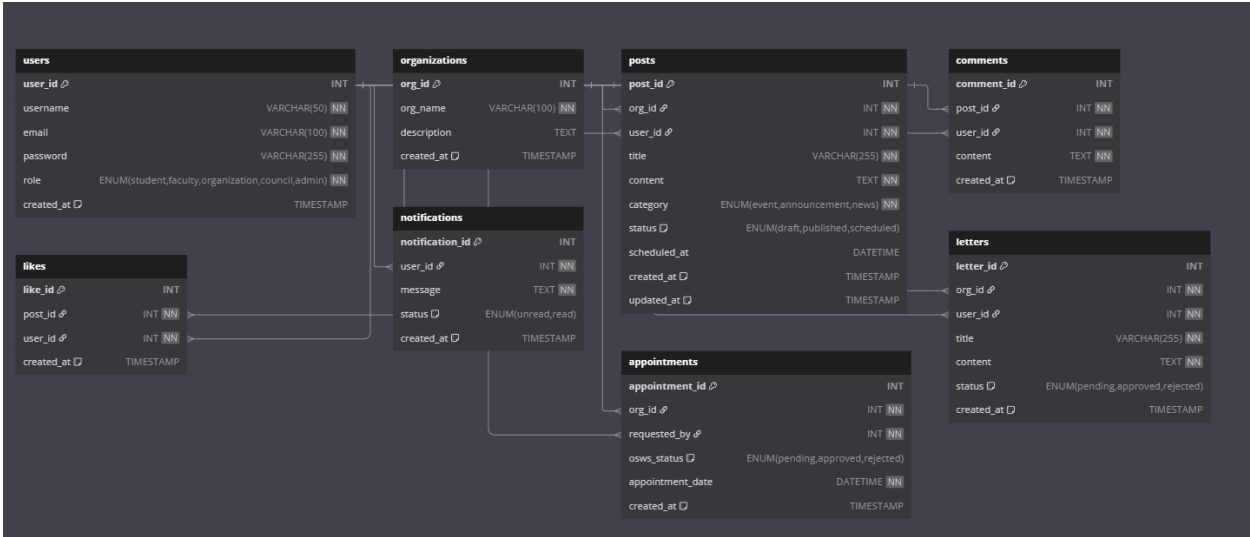 users
user_id INT
username VARCHAR(50) NN
email VARCHAR(100) NN
password VARCHAR(255) NN
role ENUM(student,faculty,organization,council,admin) NN
created_at TIMESTAMP
likes
like_id INT
post_id INT NN
user_id INT NN
created_at TIMESTAMP
organizations
org_id INT
org_name VARCHAR(100) NN
description TEXT
created_at TIMESTAMP
notifications
notification_id INT
user_id INT NN
message TEXT NN
status ENUM(unread,read)
created_at TIMESTAMP
posts
post_id INT
org_id INT NN
user_id INT NN
title VARCHAR(255) NN
content TEXT NN
category ENUM(event,announcement,news) NN
status ENUM(draft,published,scheduled)
scheduled_at DATETIME
created_at TIMESTAMP
updated_at TIMESTAMP
appointments
appointment_id INT
org_id INT NN
requested_by INT NN
osws_status ENUM(pending,approved,rejected)
appointment_date DATETIME NN
created_at TIMESTAMP
comments
comment_id INT
post_id INT NN
user_id INT NN
content TEXT NN
created_at TIMESTAMP
letters
letter_id INT
org_id INT NN
user_id INT NN
title VARCHAR(255) NN
content TEXT NN
status ENUM(pending,approved,rejected)
created_at TIMESTAMP